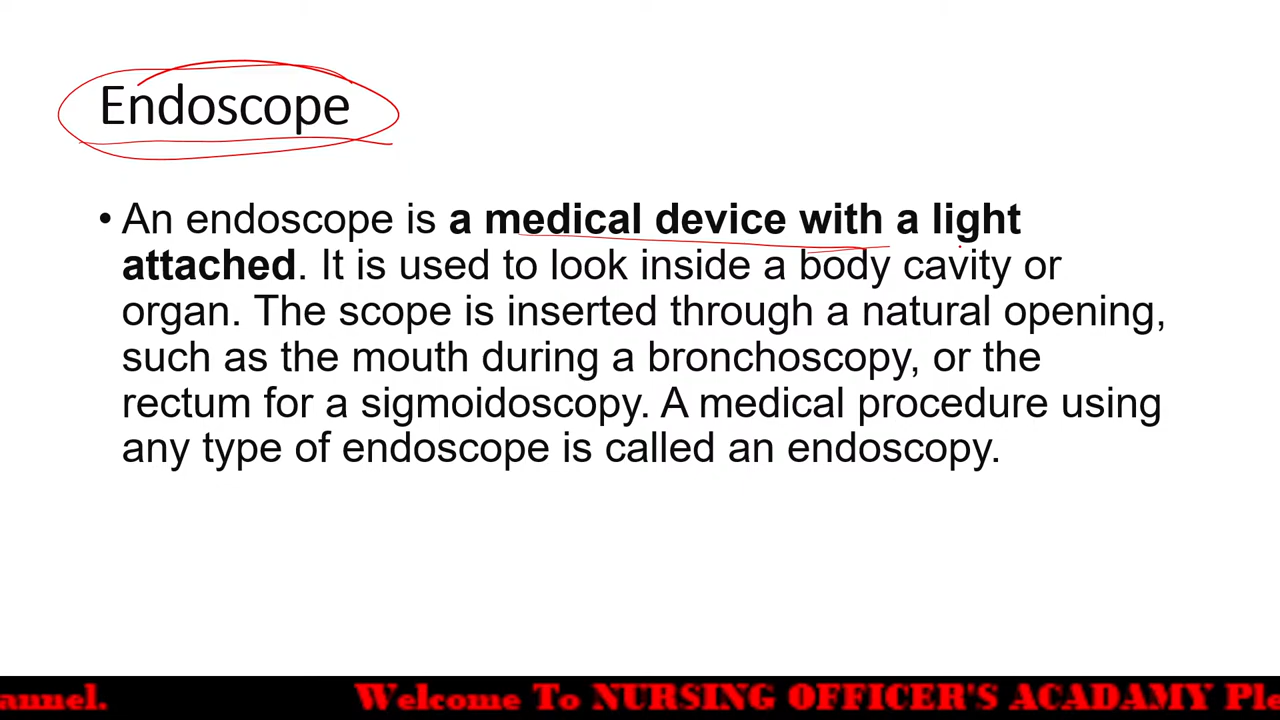 Endoscope
• An endoscope is a medical device with a light
attached. It is used to look inside a body cavity or
organ. The scope is inserted through a natural opening,
such as the mouth during a bronchoscopy, or the
rectum for a sigmoidoscopy. A medical procedure using
any type of endoscope is called an endoscopy.
annel. Welcome To NURSING OFFICER'S ACADAMY Ple